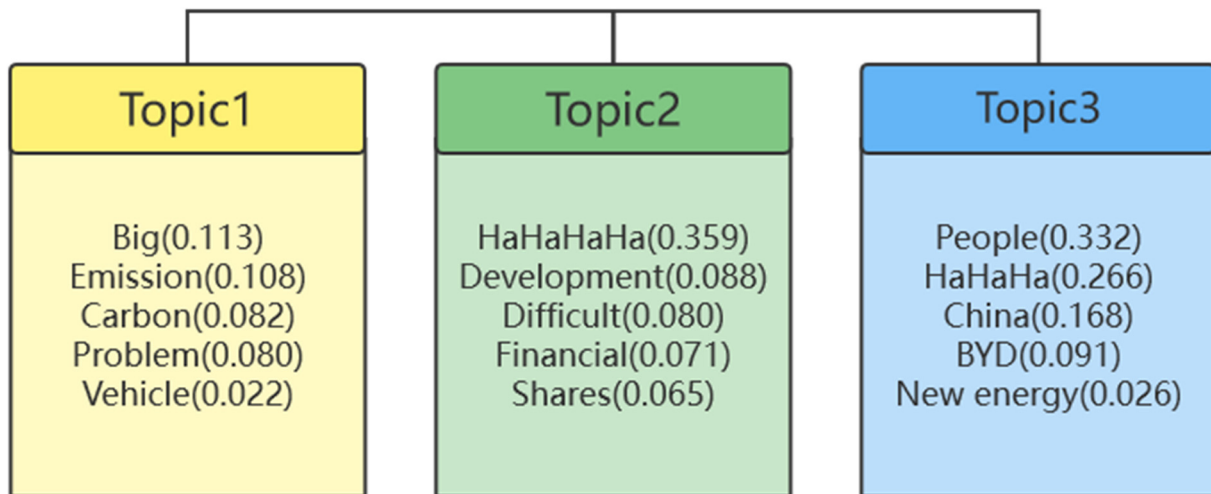 Topic1
Big(0.113)
Emission(0.108)
Carbon(0.082)
Problem(0.080)
Vehicle(0.022)
Topic2
HaHaHaHa(0.359)
Development(0.088)
Difficult(0.080)
Financial(0.071)
Shares(0.065)
Topic3
People(0.332)
HaHaHa(0.266)
China(0.168)
BYD(0.091)
New energy(0.026)